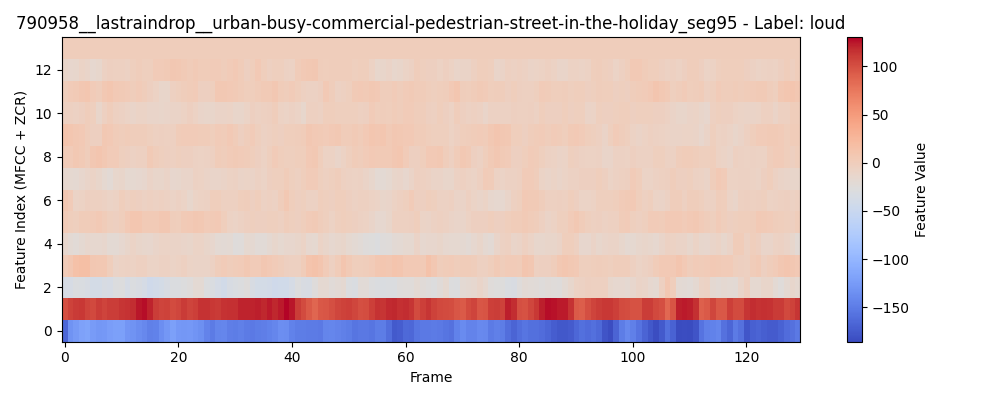 790958__lastraindrop__urban-busy-commercial-pedestrian-street-in-the-holiday_seg95 - Label: loud
Feature Index (MFCC + ZCR)
12
10
8
6
4
2
0
0 20 40 60 80 100 120
Frame
100
50
0
−50
−100
−150
Feature Value